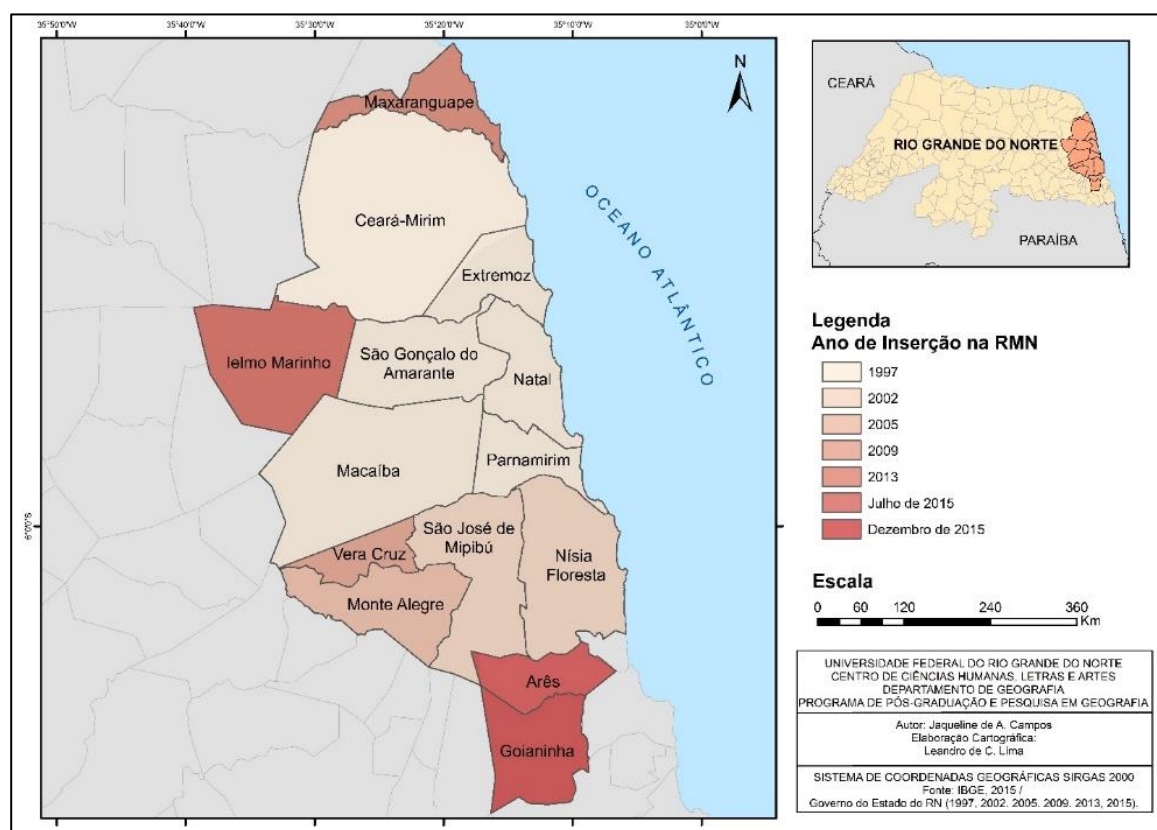 35°50'0"W
35°40'0"W
35°30'0"W
35°20'0"W
35°10'0"W
35°0'0"W
6°0'0"S
N
Maxaranguape
Ceará-Mirim
Extremoz
Ielmo Marinho
São Gonçalo do
Amarante
Natal
Macaíba
Parnamirim
São José de
Mipibú
Vera Cruz
Nísia
Floresta
Monte Alegre
Arês
Goianinha
OCEANO ATLÂNTICO
CEARÁ
RIO GRANDE DO NORTE
PARAÍBA
Legenda
Ano de Inserção na RMN
1997
2002
2005
2009
2013
Julho de 2015
Dezembro de 2015
Escala
0 60 120 240 360
Km
UNIVERSIDADE FEDERAL DO RIO GRANDE DO NORTE
CENTRO DE CIÊNCIAS HUMANAS, LETRAS E ARTES
DEPARTAMENTO DE GEOGRAFIA
PROGRAMA DE PÓS-GRADUAÇÃO E PESQUISA EM GEOGRAFIA
Autor: Jaqueline de A. Campos
Elaboração Cartográfica:
Leandro de C. Lima
SISTEMA DE COORDENADAS GEOGRÁFICAS SIRGAS 2000
Fonte: IBGE, 2015 /
Governo do Estado do RN (1997, 2002, 2005, 2009, 2013, 2015).